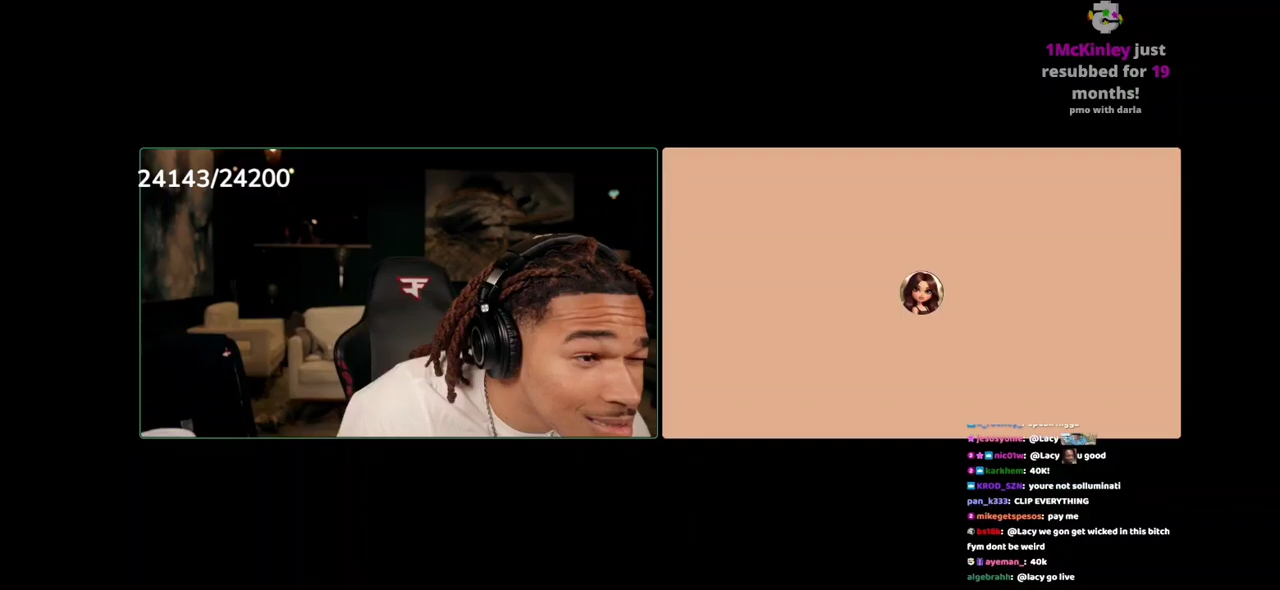 1McKinley just
resubbed for 19
months!
pmo with darla
24143/24200
jesusyonie: @Lacy
nic01w: @Lacy u good
karkhem: 40K!
KROD_SZN: youre not solluminati
pan_k333: CLIP EVERYTHING
mikegetspesos: pay me
@Lacy we gon get wicked in this bitch
fym dont be weird
ayeman_: 40k
algebrahh: @lacy go live